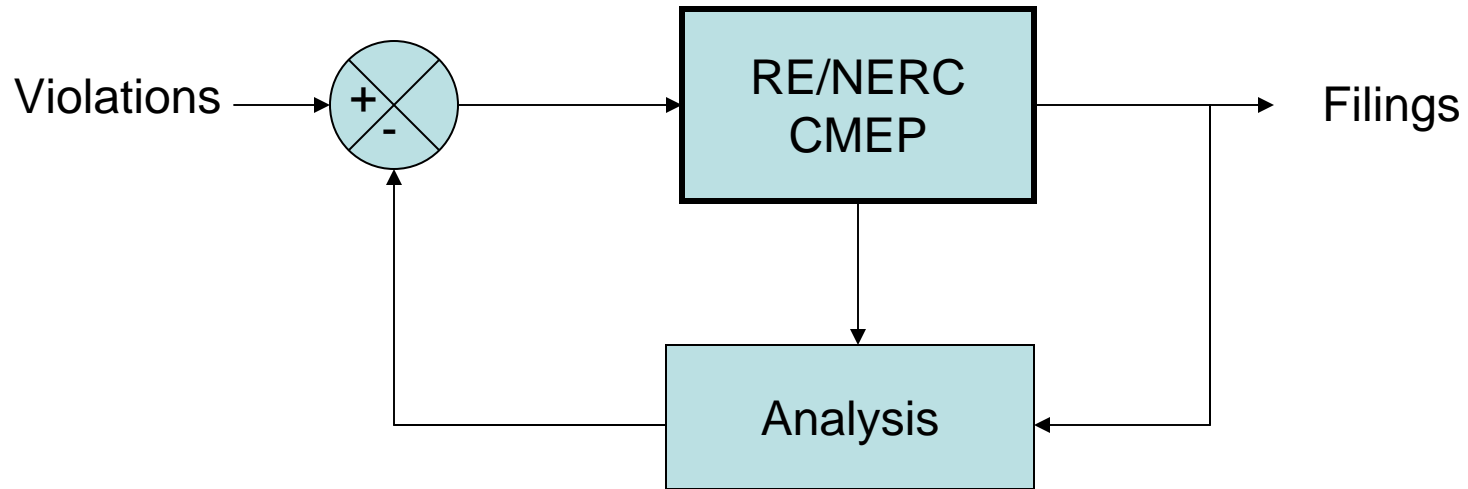 Violations
+
-
RE/NERC
CMEP
Filings
Analysis